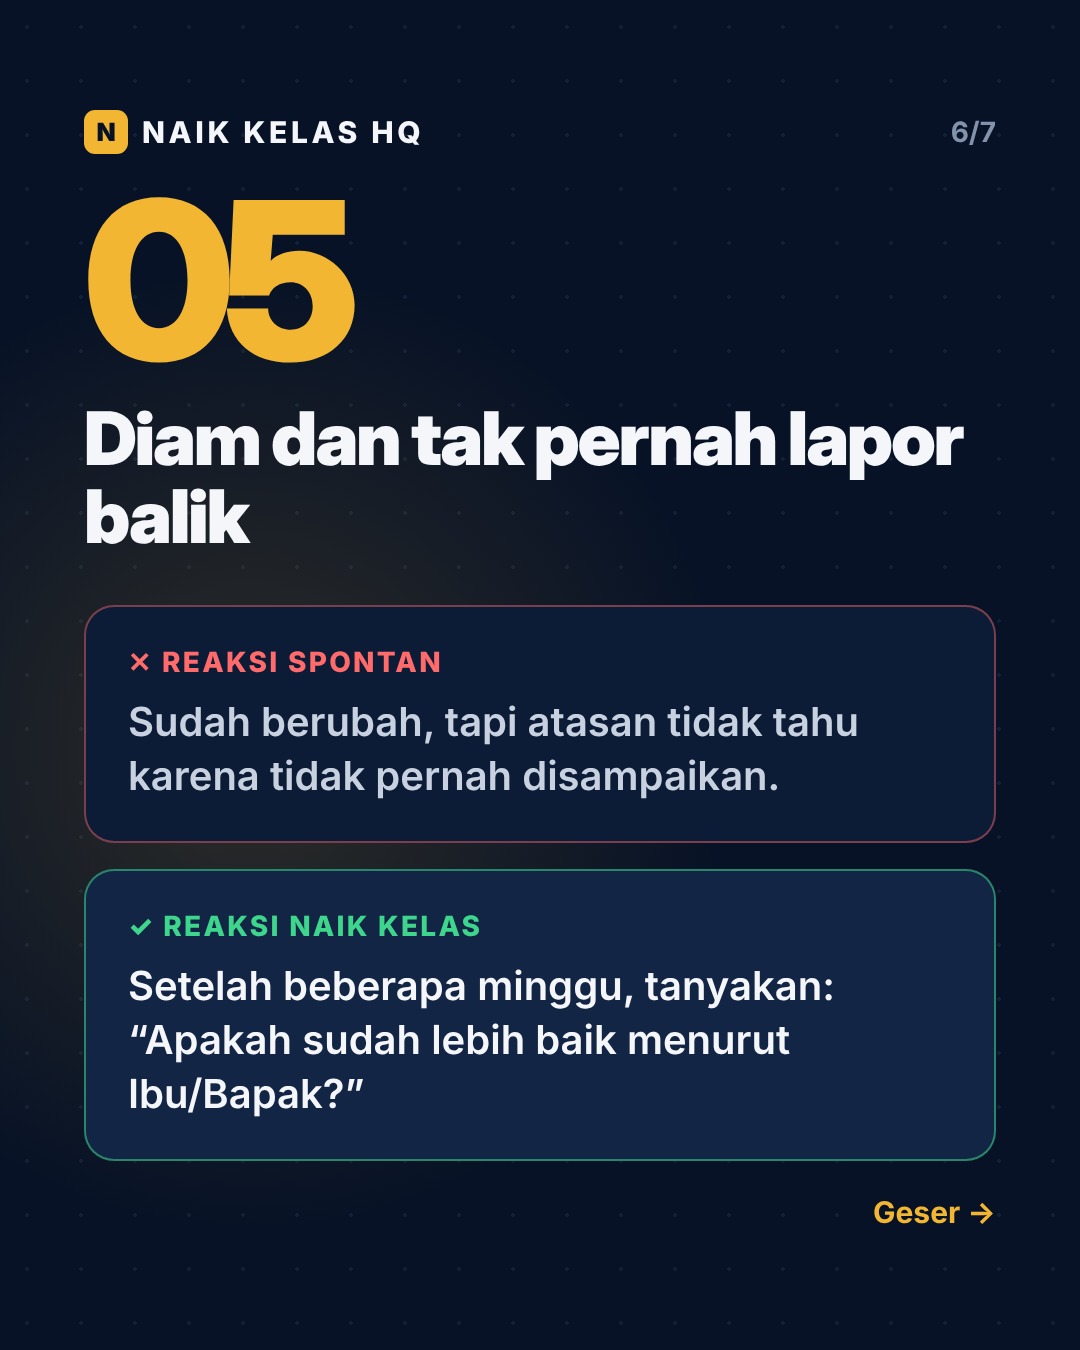 N NAIK KELAS HQ
6/7
05
Diam dan tak pernah lapor
balik
× REAKSI SPONTAN
Sudah berubah, tapi atasan tidak tahu
karena tidak pernah disampaikan.
✓ REAKSI NAIK KELAS
Setelah beberapa minggu, tanyakan:
“Apakah sudah lebih baik menurut
Ibu/Bapak?”
Geser →